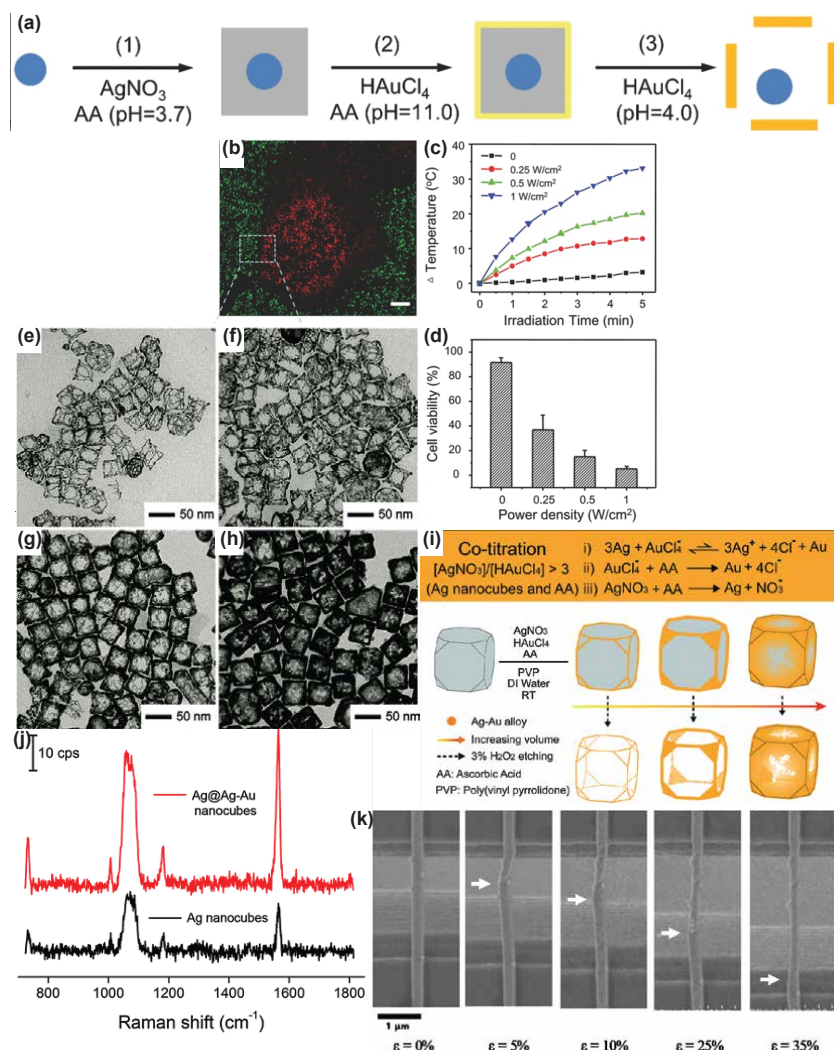 (a)
(1)
AgNO3
AA (pH=3.7)
(2)
HAuCl4
AA (pH=11.0)
(3)
HAuCl4
(pH=4.0)
(b)
(c)
40
30
20
10
0
△ Temperature (°C)
0
0.25 W/cm2
0.5 W/cm2
1 W/cm2
0 1 2 3 4 5
Irradiation Time (min)
(d)
100
80
60
40
20
0
Cell viability (%)
0 0.25 0.5 1
Power density (W/cm2)
(e)
50 nm
(f)
50 nm
(g)
50 nm
(h)
50 nm
(i)
Co-titration
[AgNO3]/[HAuCl4] > 3
(Ag nanocubes and AA)
i) 3Ag + AuCl4- ⇌ 3Ag+ + 4Cl- + Au
ii) AuCl4- + AA → Au + 4Cl-
iii) AgNO3 + AA → Ag + NO3-
AgNO3
HAuCl4
AA
PVP
DI Water
RT
Ag-Au alloy
Increasing volume
3% H2O2 etching
AA: Ascorbic Acid
PVP: Poly(vinyl pyrrolidone)
(j)
10 cps
Ag@Ag-Au
nanocubes
Ag nanocubes
800 1000 1200 1400 1600 1800
Raman shift (cm-1)
(k)
1 μm
ε = 0%
ε = 5%
ε = 10%
ε = 25%
ε = 35%